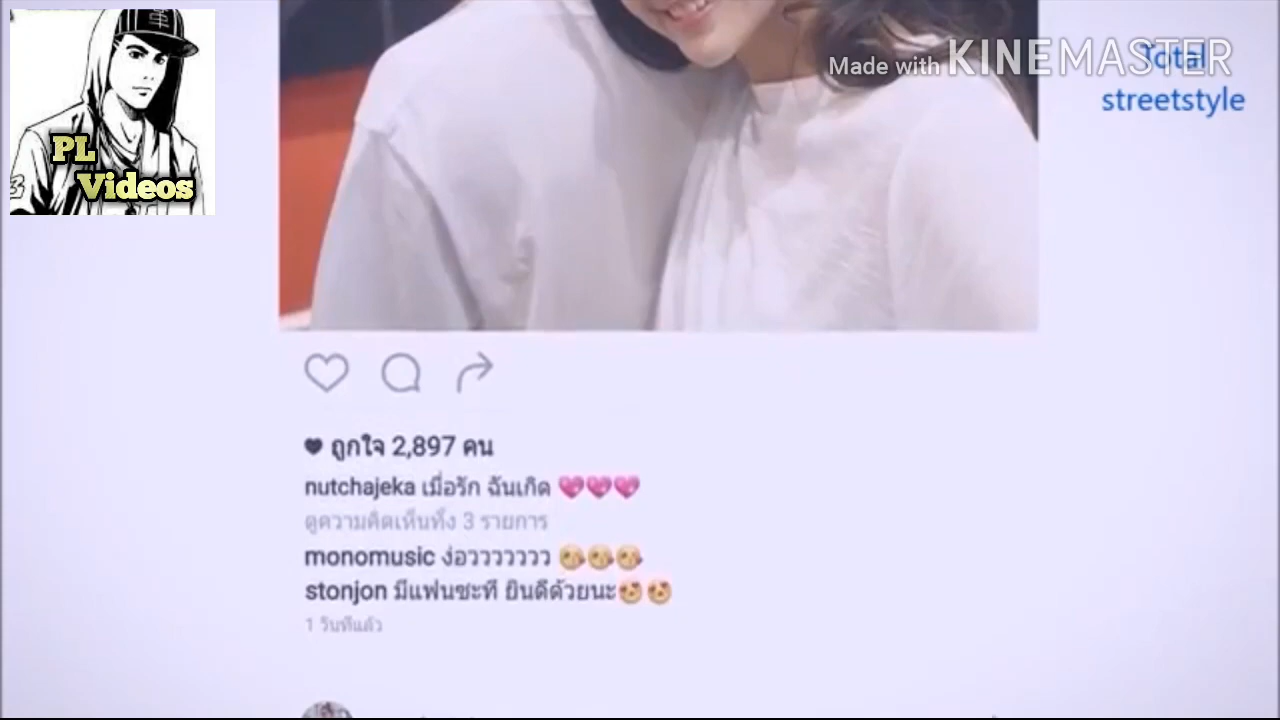 PL
Videos
Made with KINEMASTER
Total
streetstyle
ถูกใจ 2,897 คน
nutchajeka เมื่อรัก ฉันเกิด 💗💗💗
ดูความคิดเห็นทั้ง 3 รายการ
monomusic ง่อววววววว 😘😘😘
stonjon มีแฟนซะที ยินดีด้วยนะ😍😍
1 วันที่แล้ว